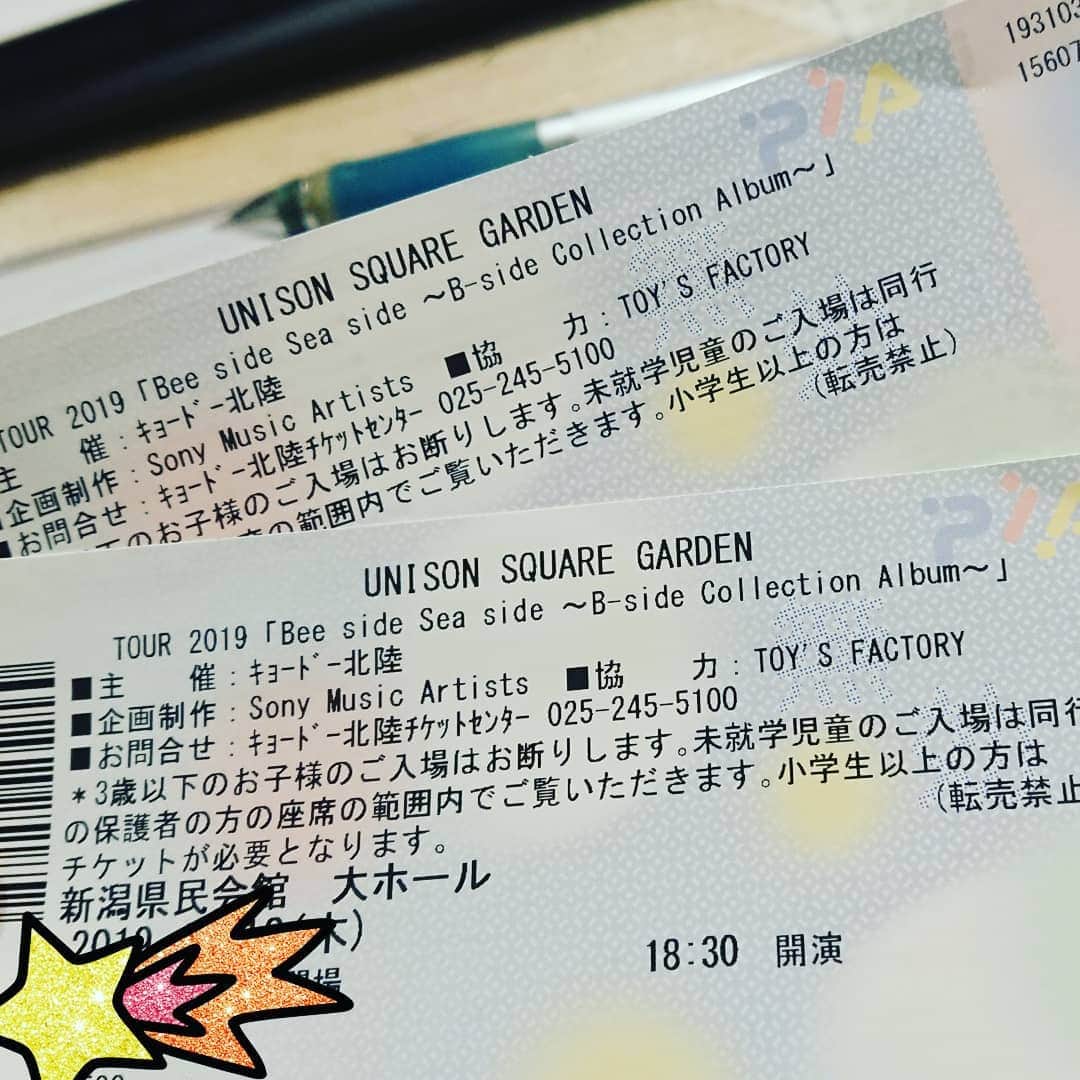 193103
15607
PIA
UNISON SQUARE GARDEN
TOUR 2019「Bee side Sea side ～B-side Collection Album～」
主　　催：ｷｮｰﾄﾞｰ北陸
企画制作：Sony Music Artists　■協　　力：TOY'S FACTORY
■お問合せ：ｷｮｰﾄﾞｰ北陸ﾁｹｯﾄｾﾝﾀｰ 025-245-5100
下のお子様のご入場はお断りします。未就学児童のご入場は同行
の範囲内でご覧いただきます。小学生以上の方は
（転売禁止）
PIA
UNISON SQUARE GARDEN
TOUR 2019「Bee side Sea side ～B-side Collection Album～」
■主　　催：ｷｮｰﾄﾞｰ北陸
■企画制作：Sony Music Artists　■協　　力：TOY'S FACTORY
■お問合せ：ｷｮｰﾄﾞｰ北陸ﾁｹｯﾄｾﾝﾀｰ 025-245-5100
＊3歳以下のお子様のご入場はお断りします。未就学児童のご入場は同行
の保護者の方の座席の範囲内でご覧いただきます。小学生以上の方は
チケットが必要となります。　（転売禁止
新潟県民会館　大ホール
2019 (木)
18:30　開演